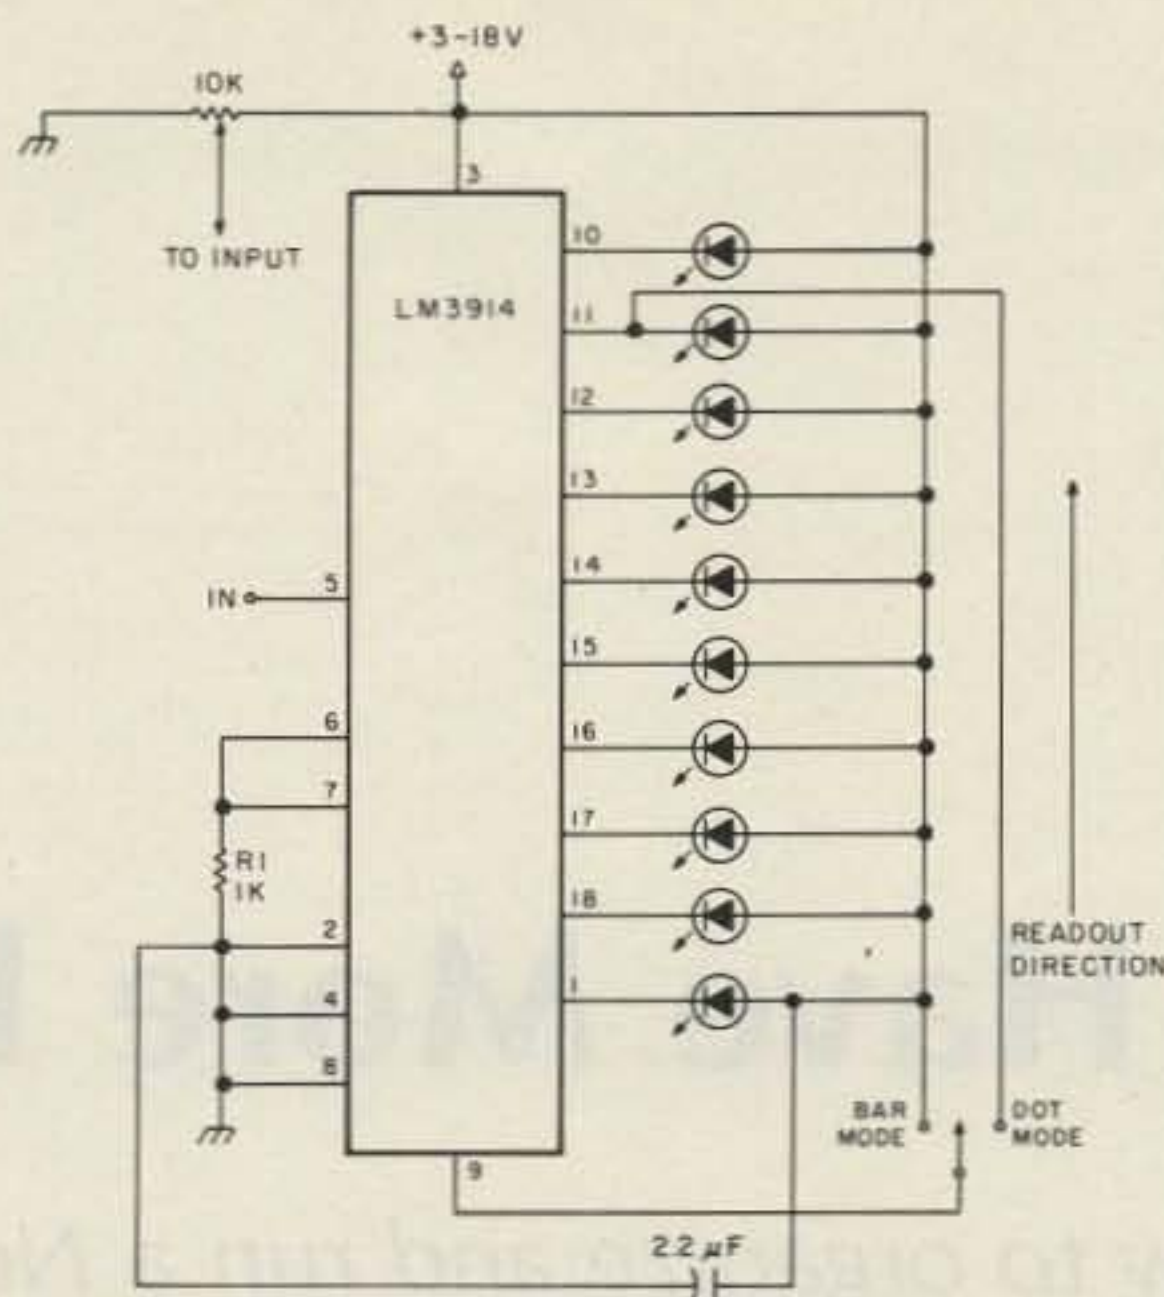 +3-18V
10K
3
TO INPUT
LM3914
10
11
12
13
14
IN
5
15
6
16
7
17
R1
1K
18
2
READOUT
DIRECTION
1
4
8
BAR
MODE
DOT
MODE
9
2.2 µF